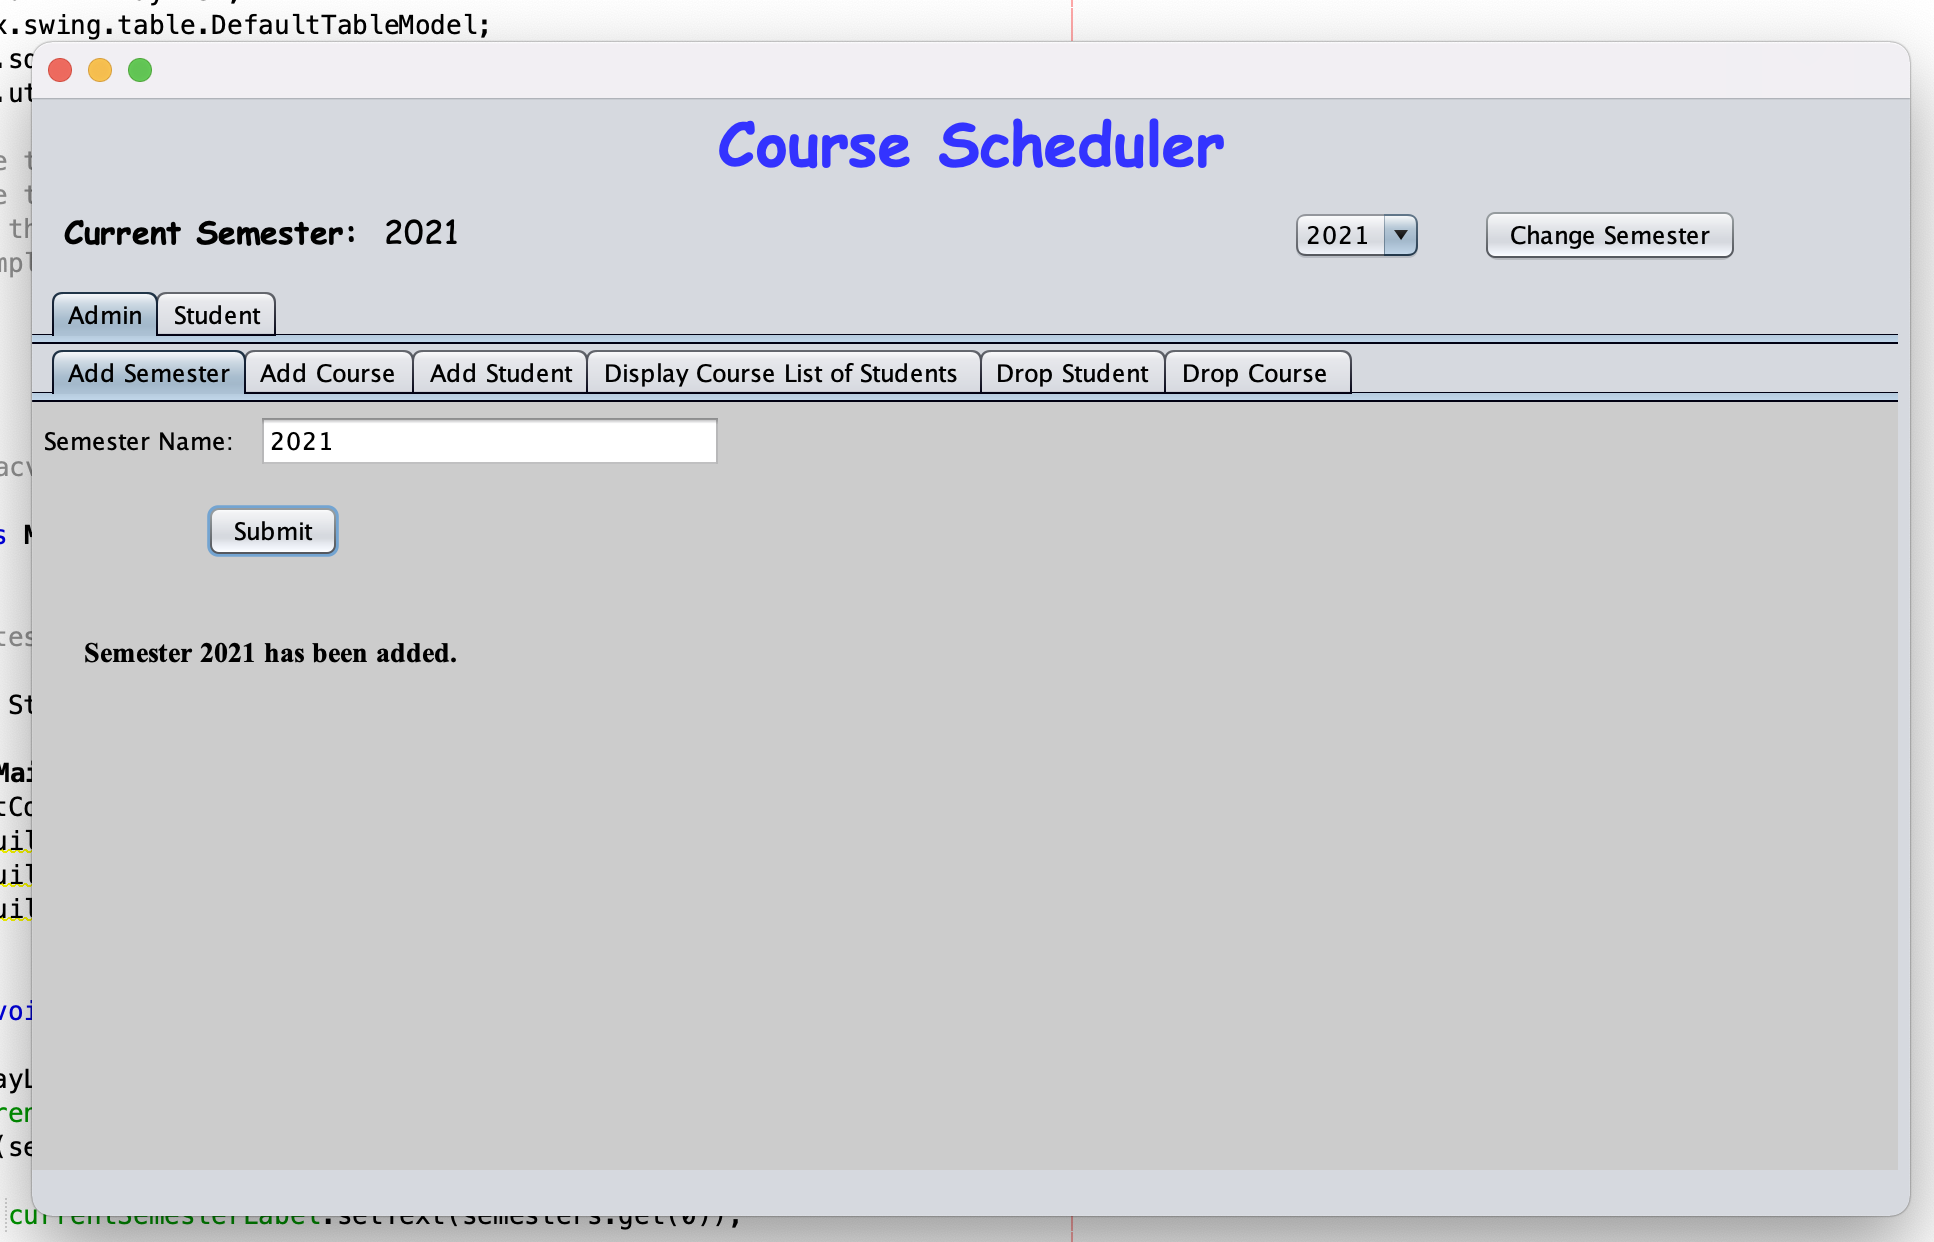 x.swing.table.DefaultTableModel;
Course Scheduler
Current Semester: 2021
2021
Change Semester
Admin
Student
Add Semester
Add Course
Add Student
Display Course List of Students
Drop Student
Drop Course
Semester Name:
2021
Submit
Semester 2021 has been added.
currentSemesterLabel.setText(semesters.get(0));